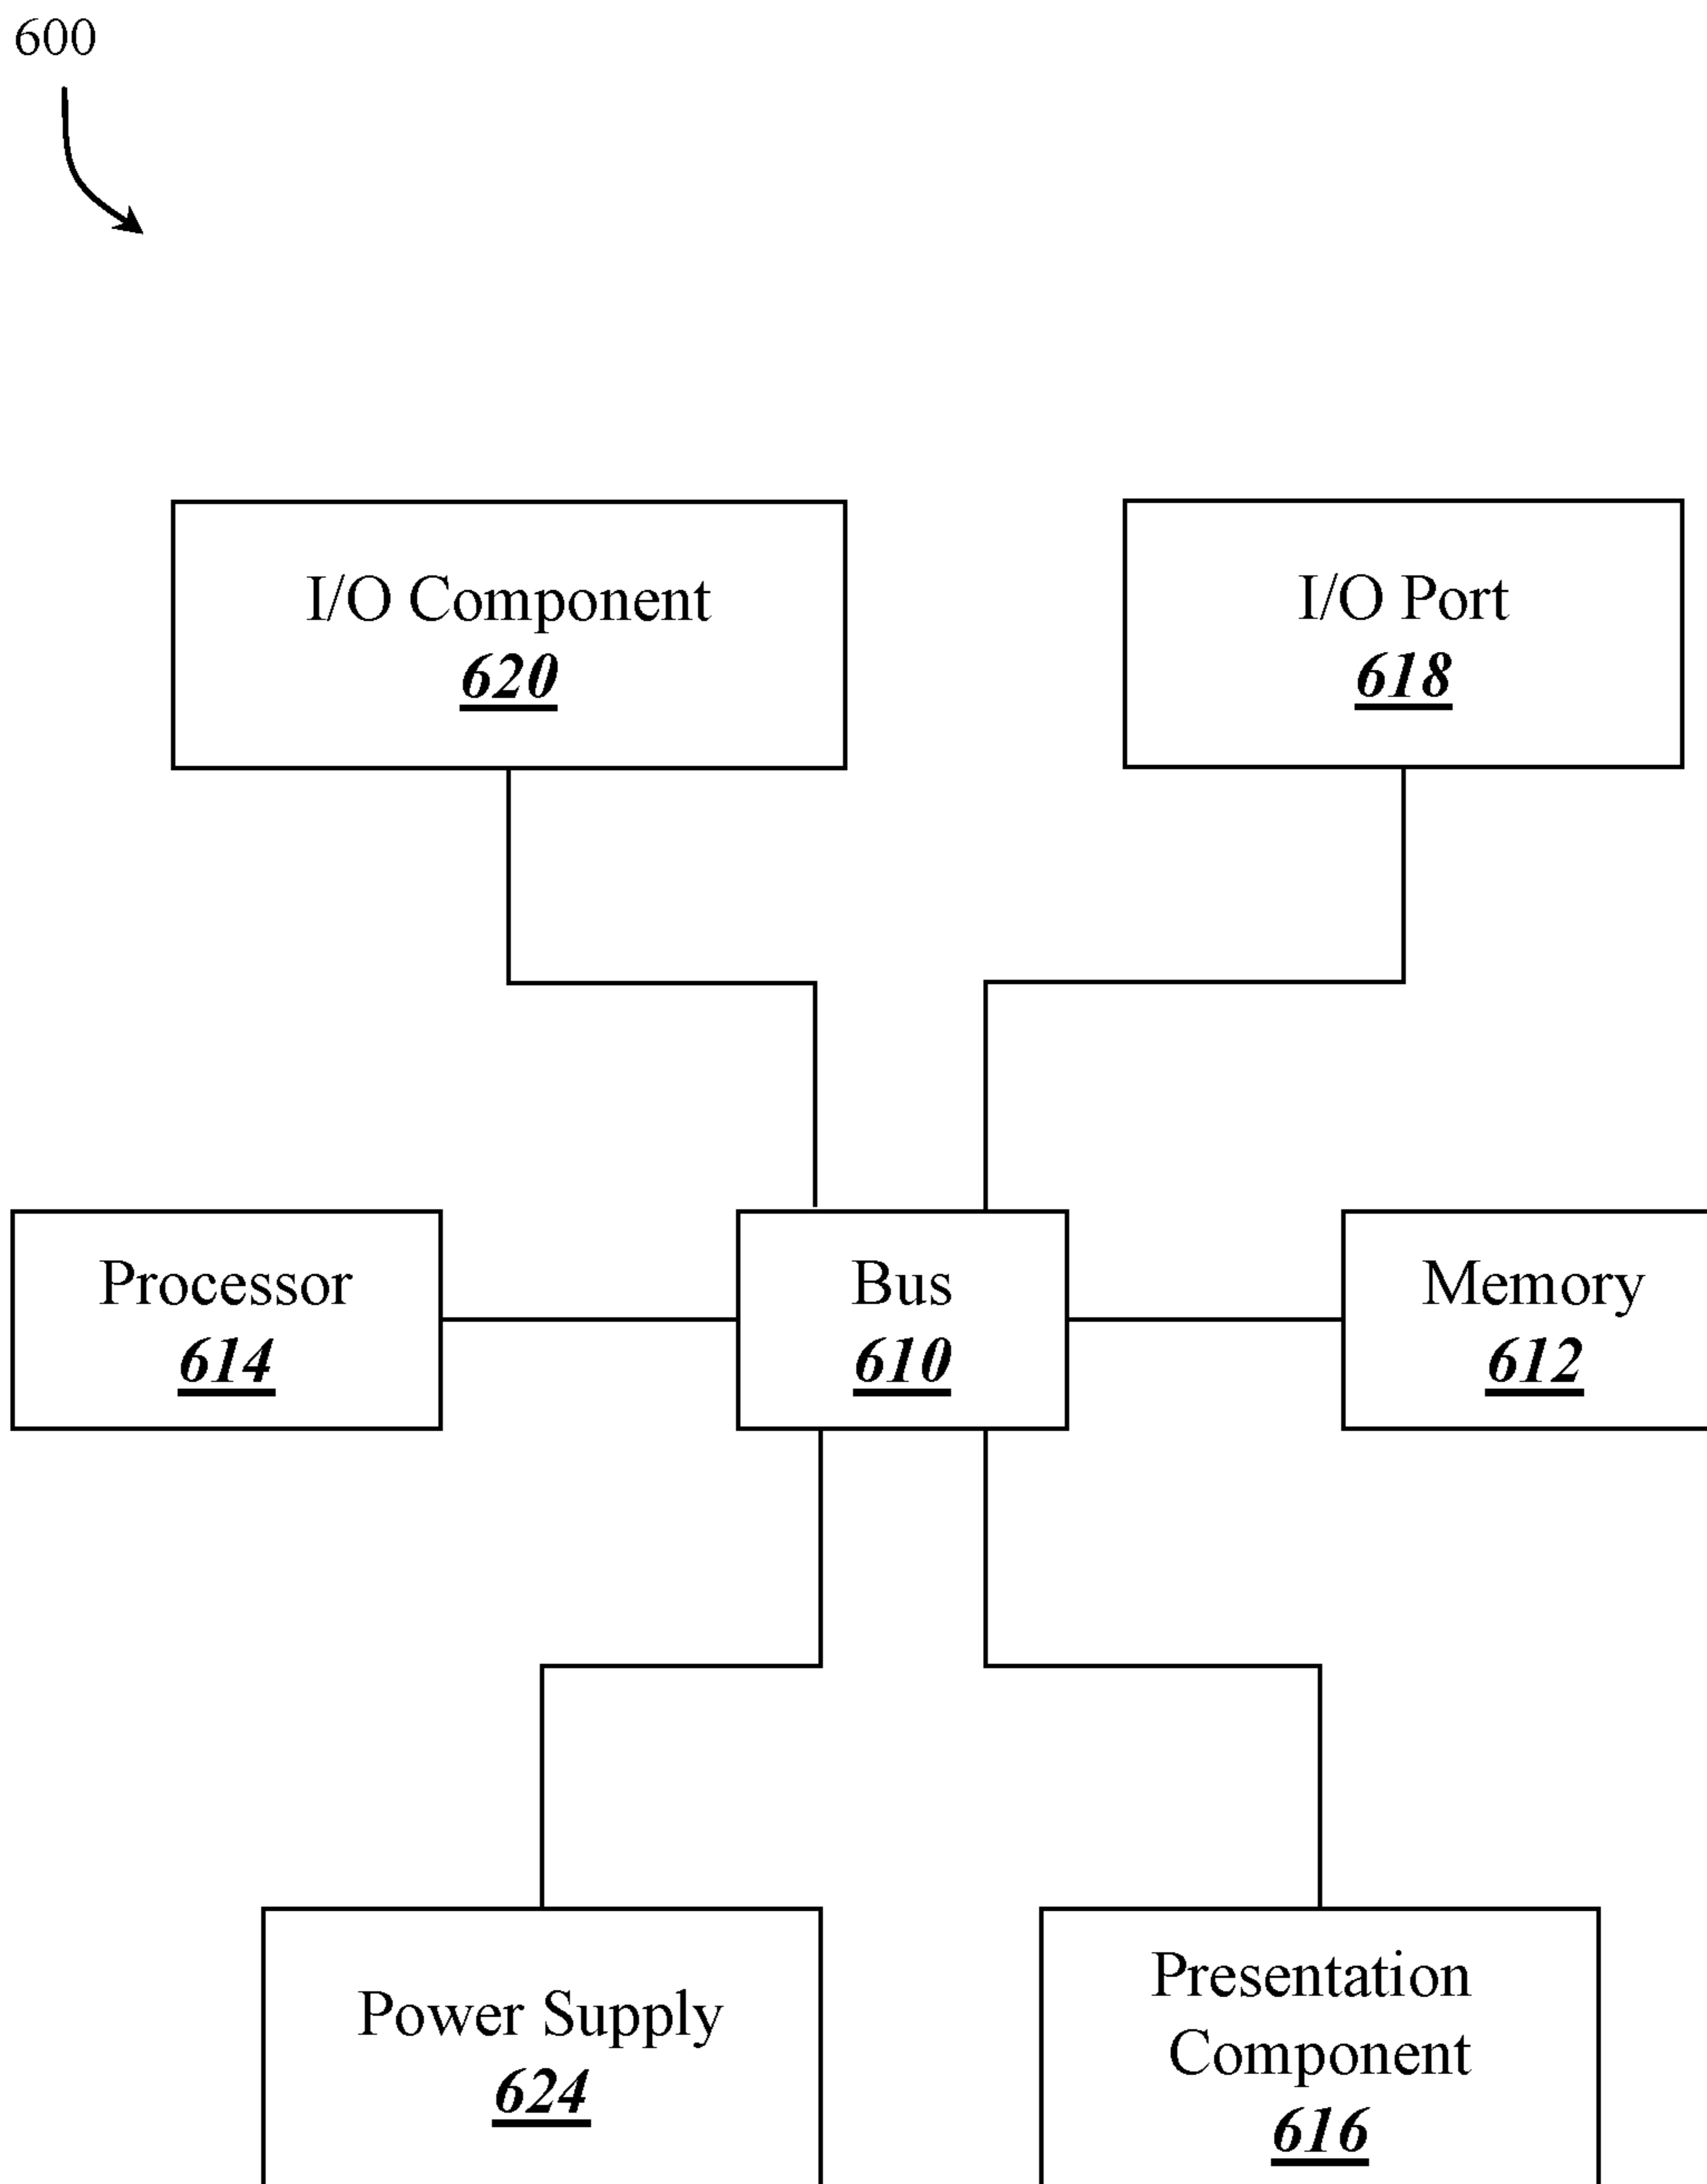 600
I/O Component
620
I/O Port
618
Processor
614
Bus
610
Memory
612
Power Supply
624
Presentation
Component
616